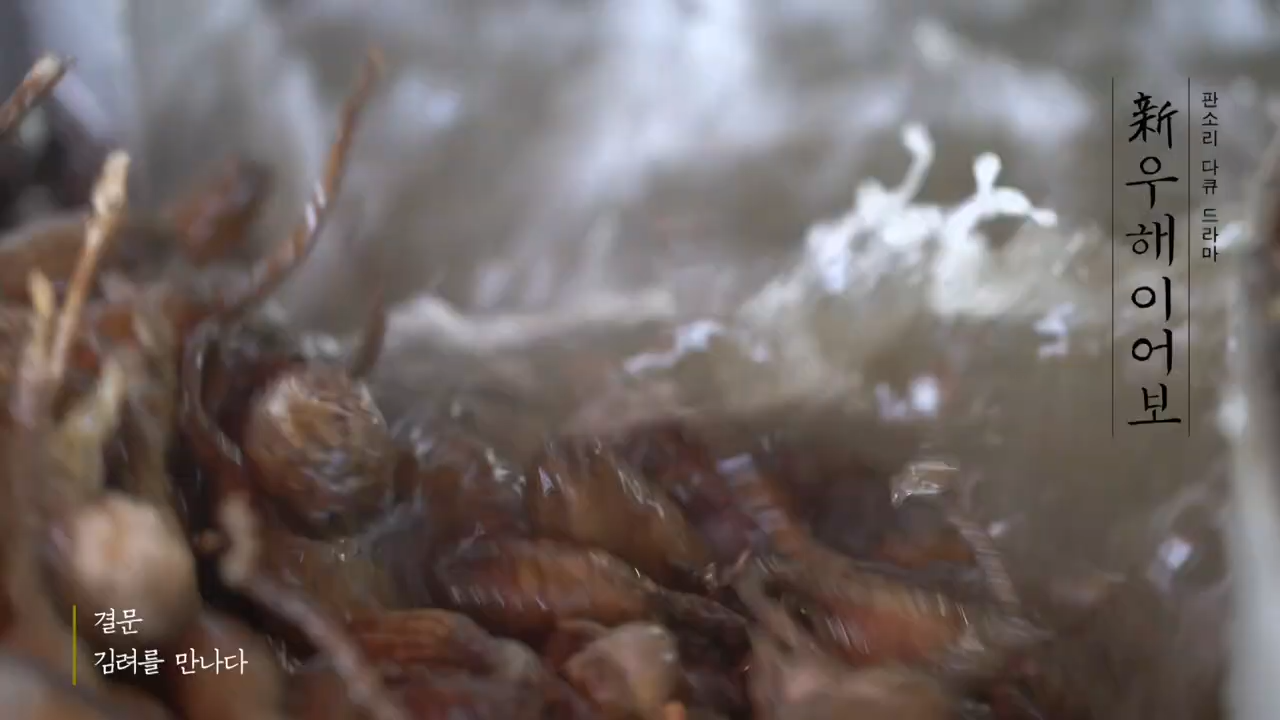 판소리 다큐 드라마
新우해이어보
결문
김려를 만나다